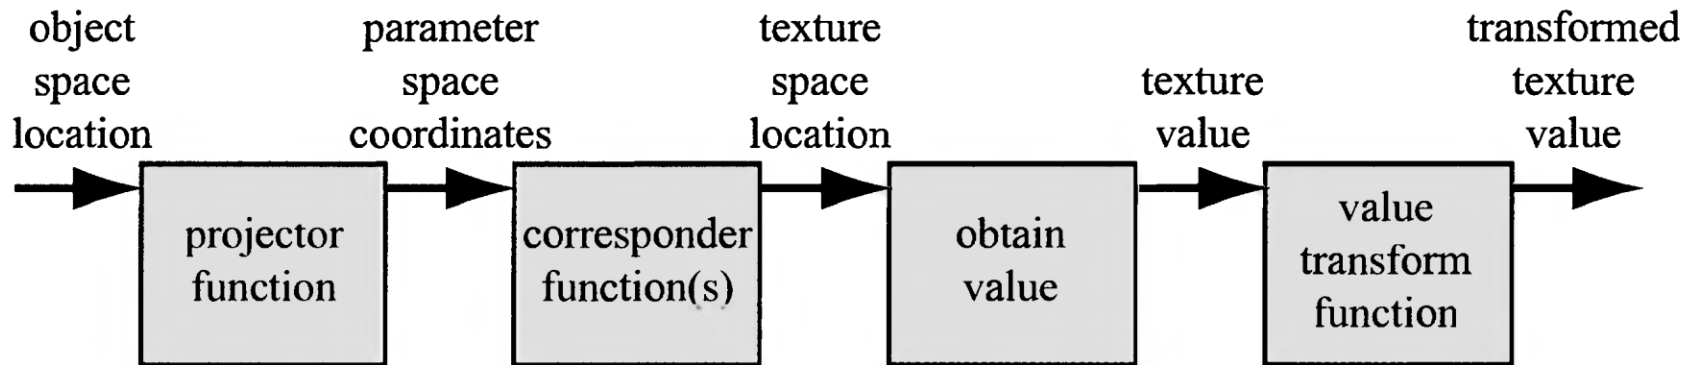 object
space
location
parameter
space
coordinates
texture
space
location
texture
value
transformed
texture
value
projector
function
corresponder
function(s)
obtain
value
value
transform
function